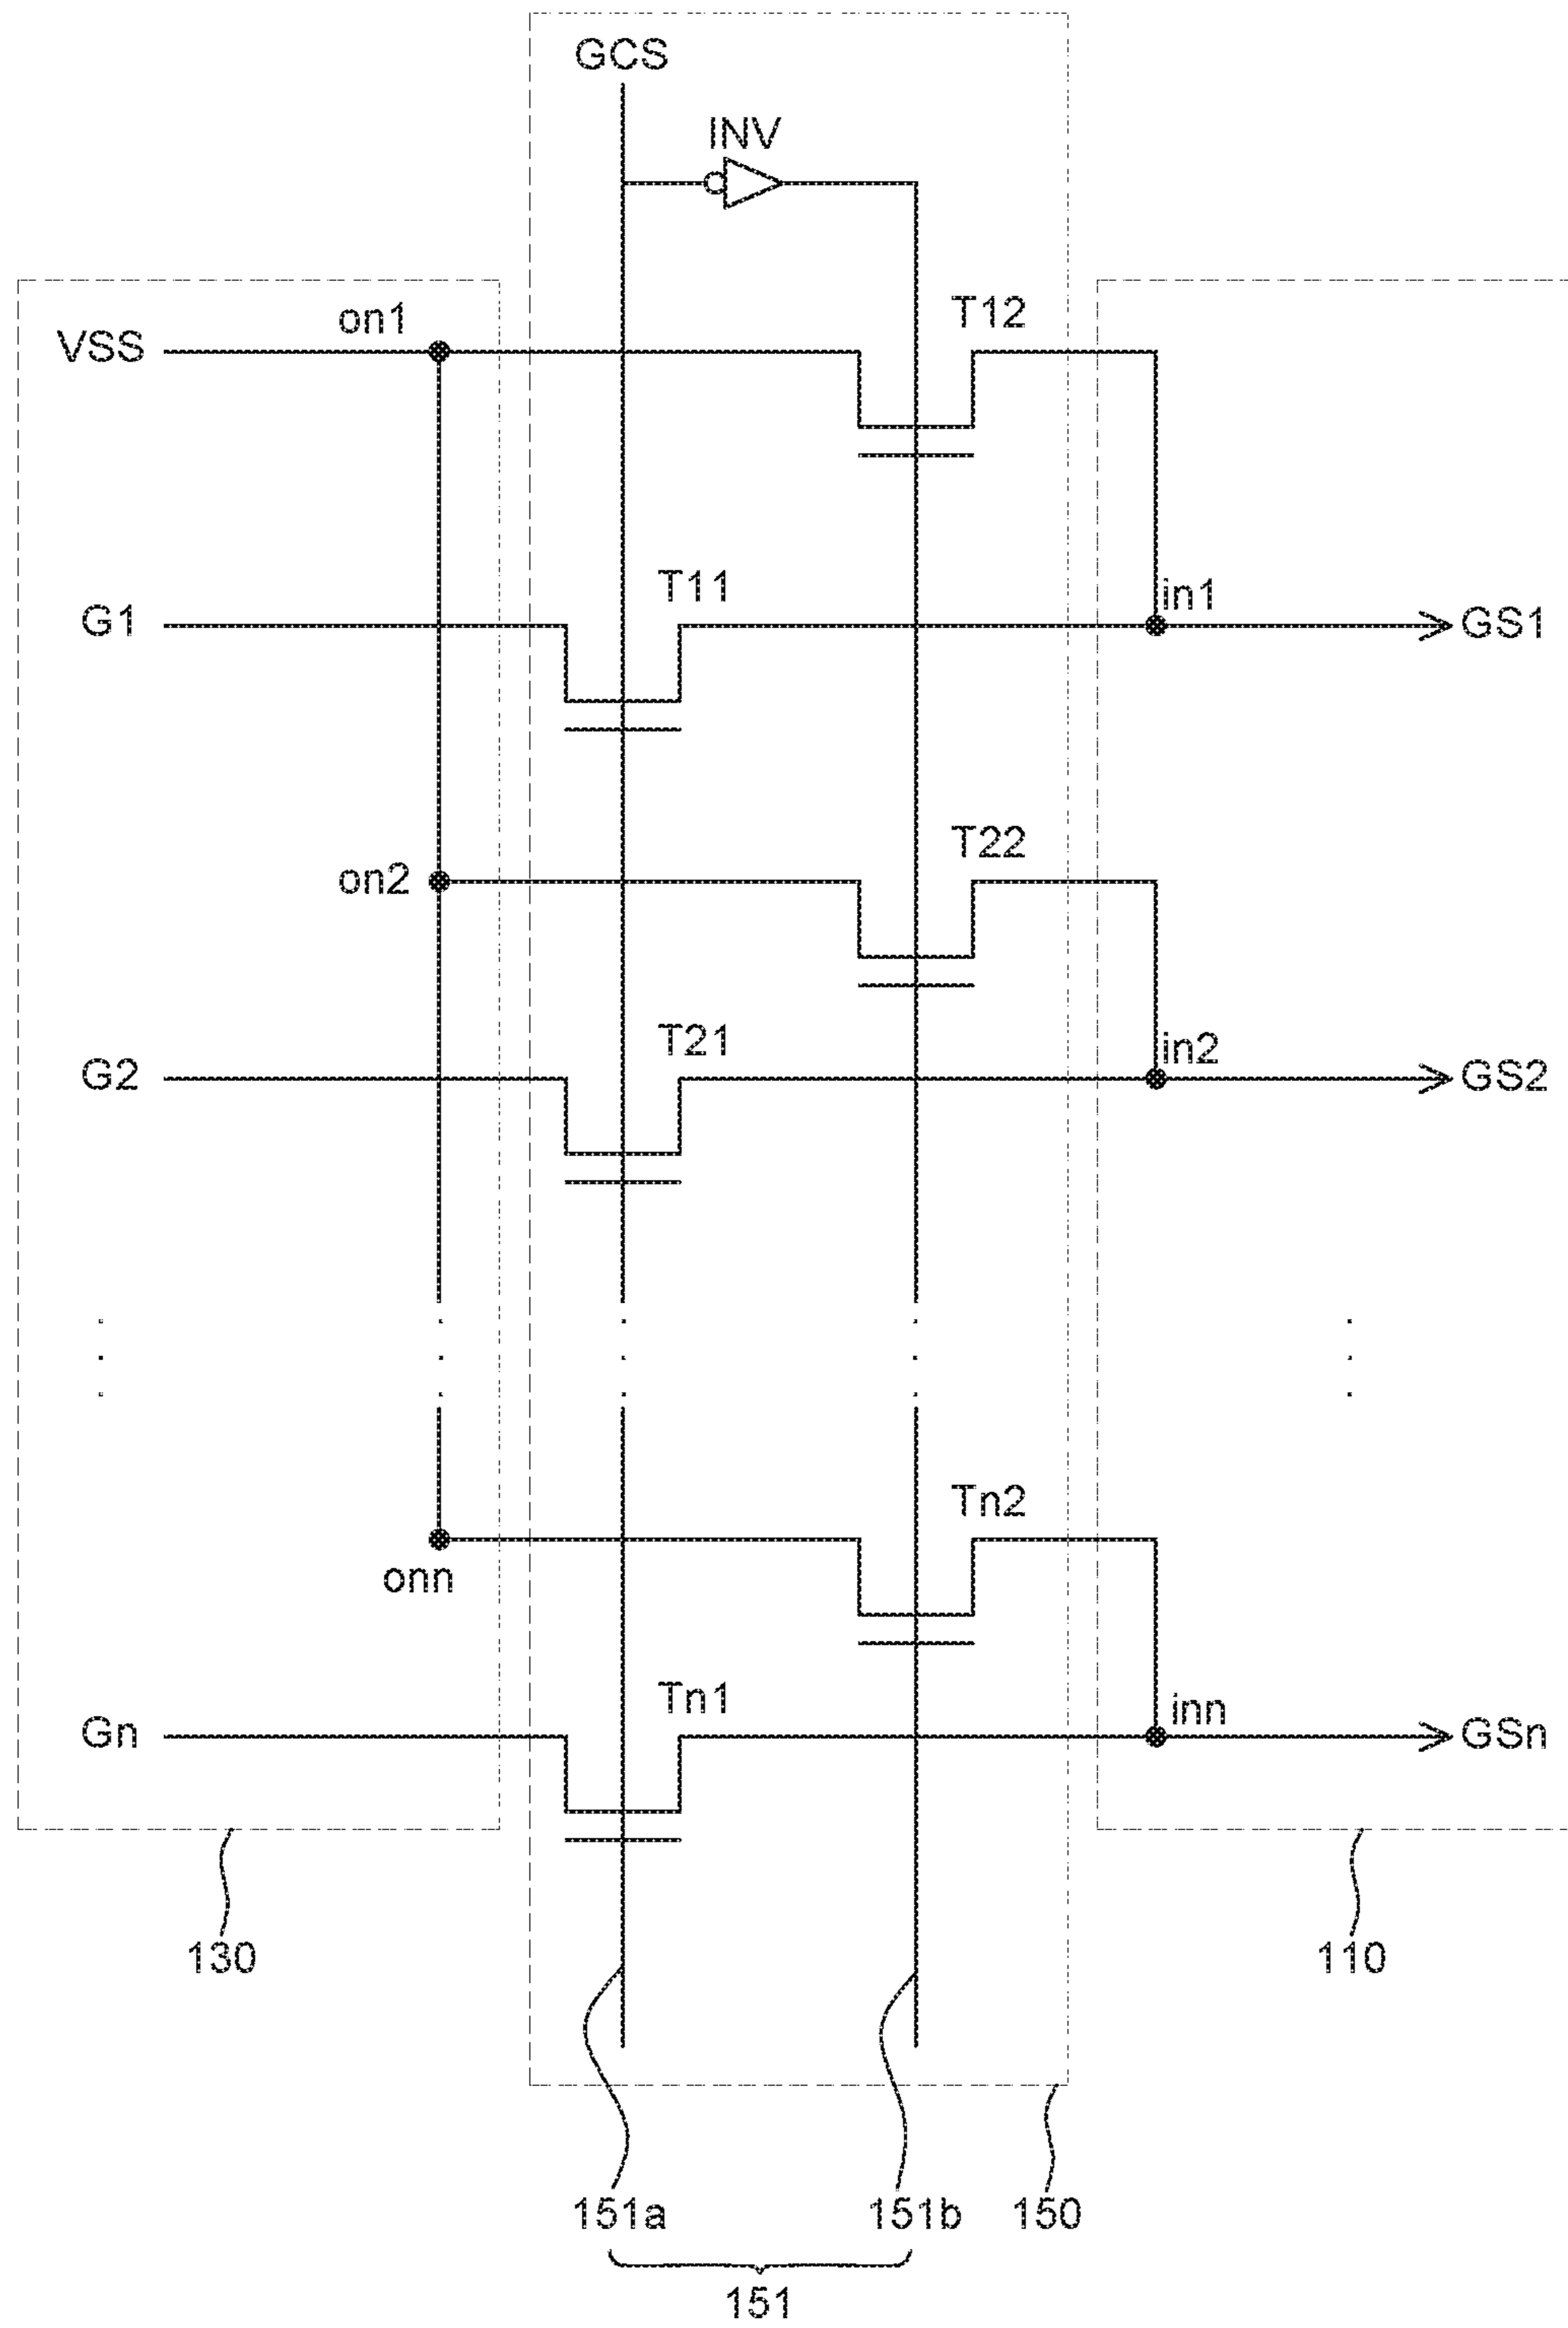 GCS
INV
T12
on1
VSS
T11
in1
G1
GS1
T22
on2
T21
in2
G2
GS2
Tn2
onn
Tn1
inn
Gn
GSn
130
110
151a
151b
150
151